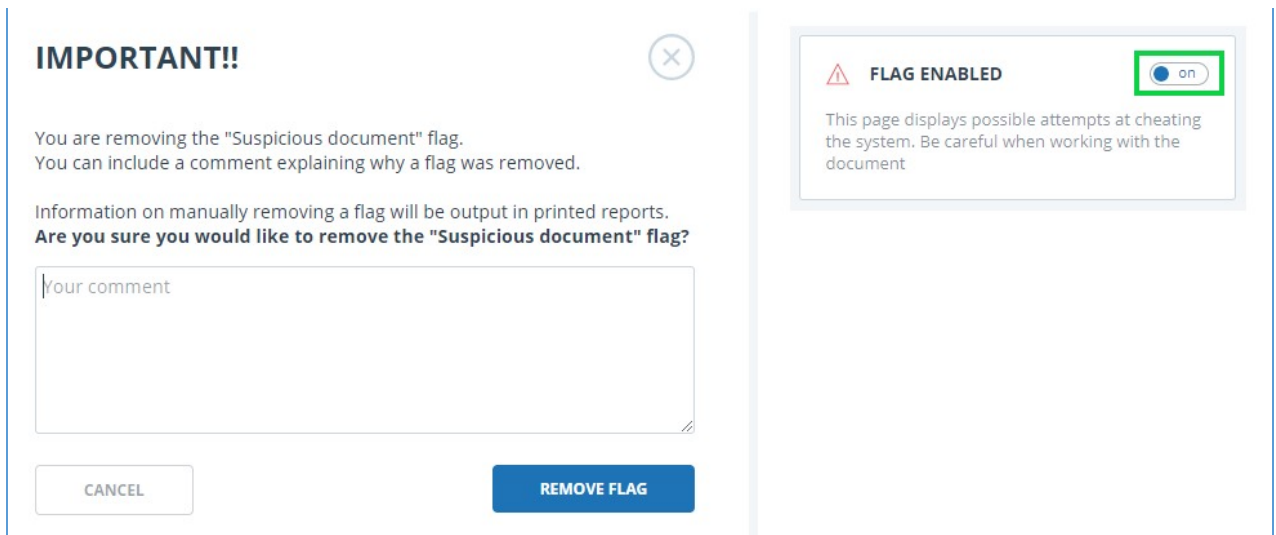 IMPORTANT!!
You are removing the "Suspicious document" flag.
You can include a comment explaining why a flag was removed.
Information on manually removing a flag will be output in printed reports.
Are you sure you would like to remove the "Suspicious document" flag?
Your comment
CANCEL
REMOVE FLAG
FLAG ENABLED
on
This page displays possible attempts at cheating
the system. Be careful when working with the
document